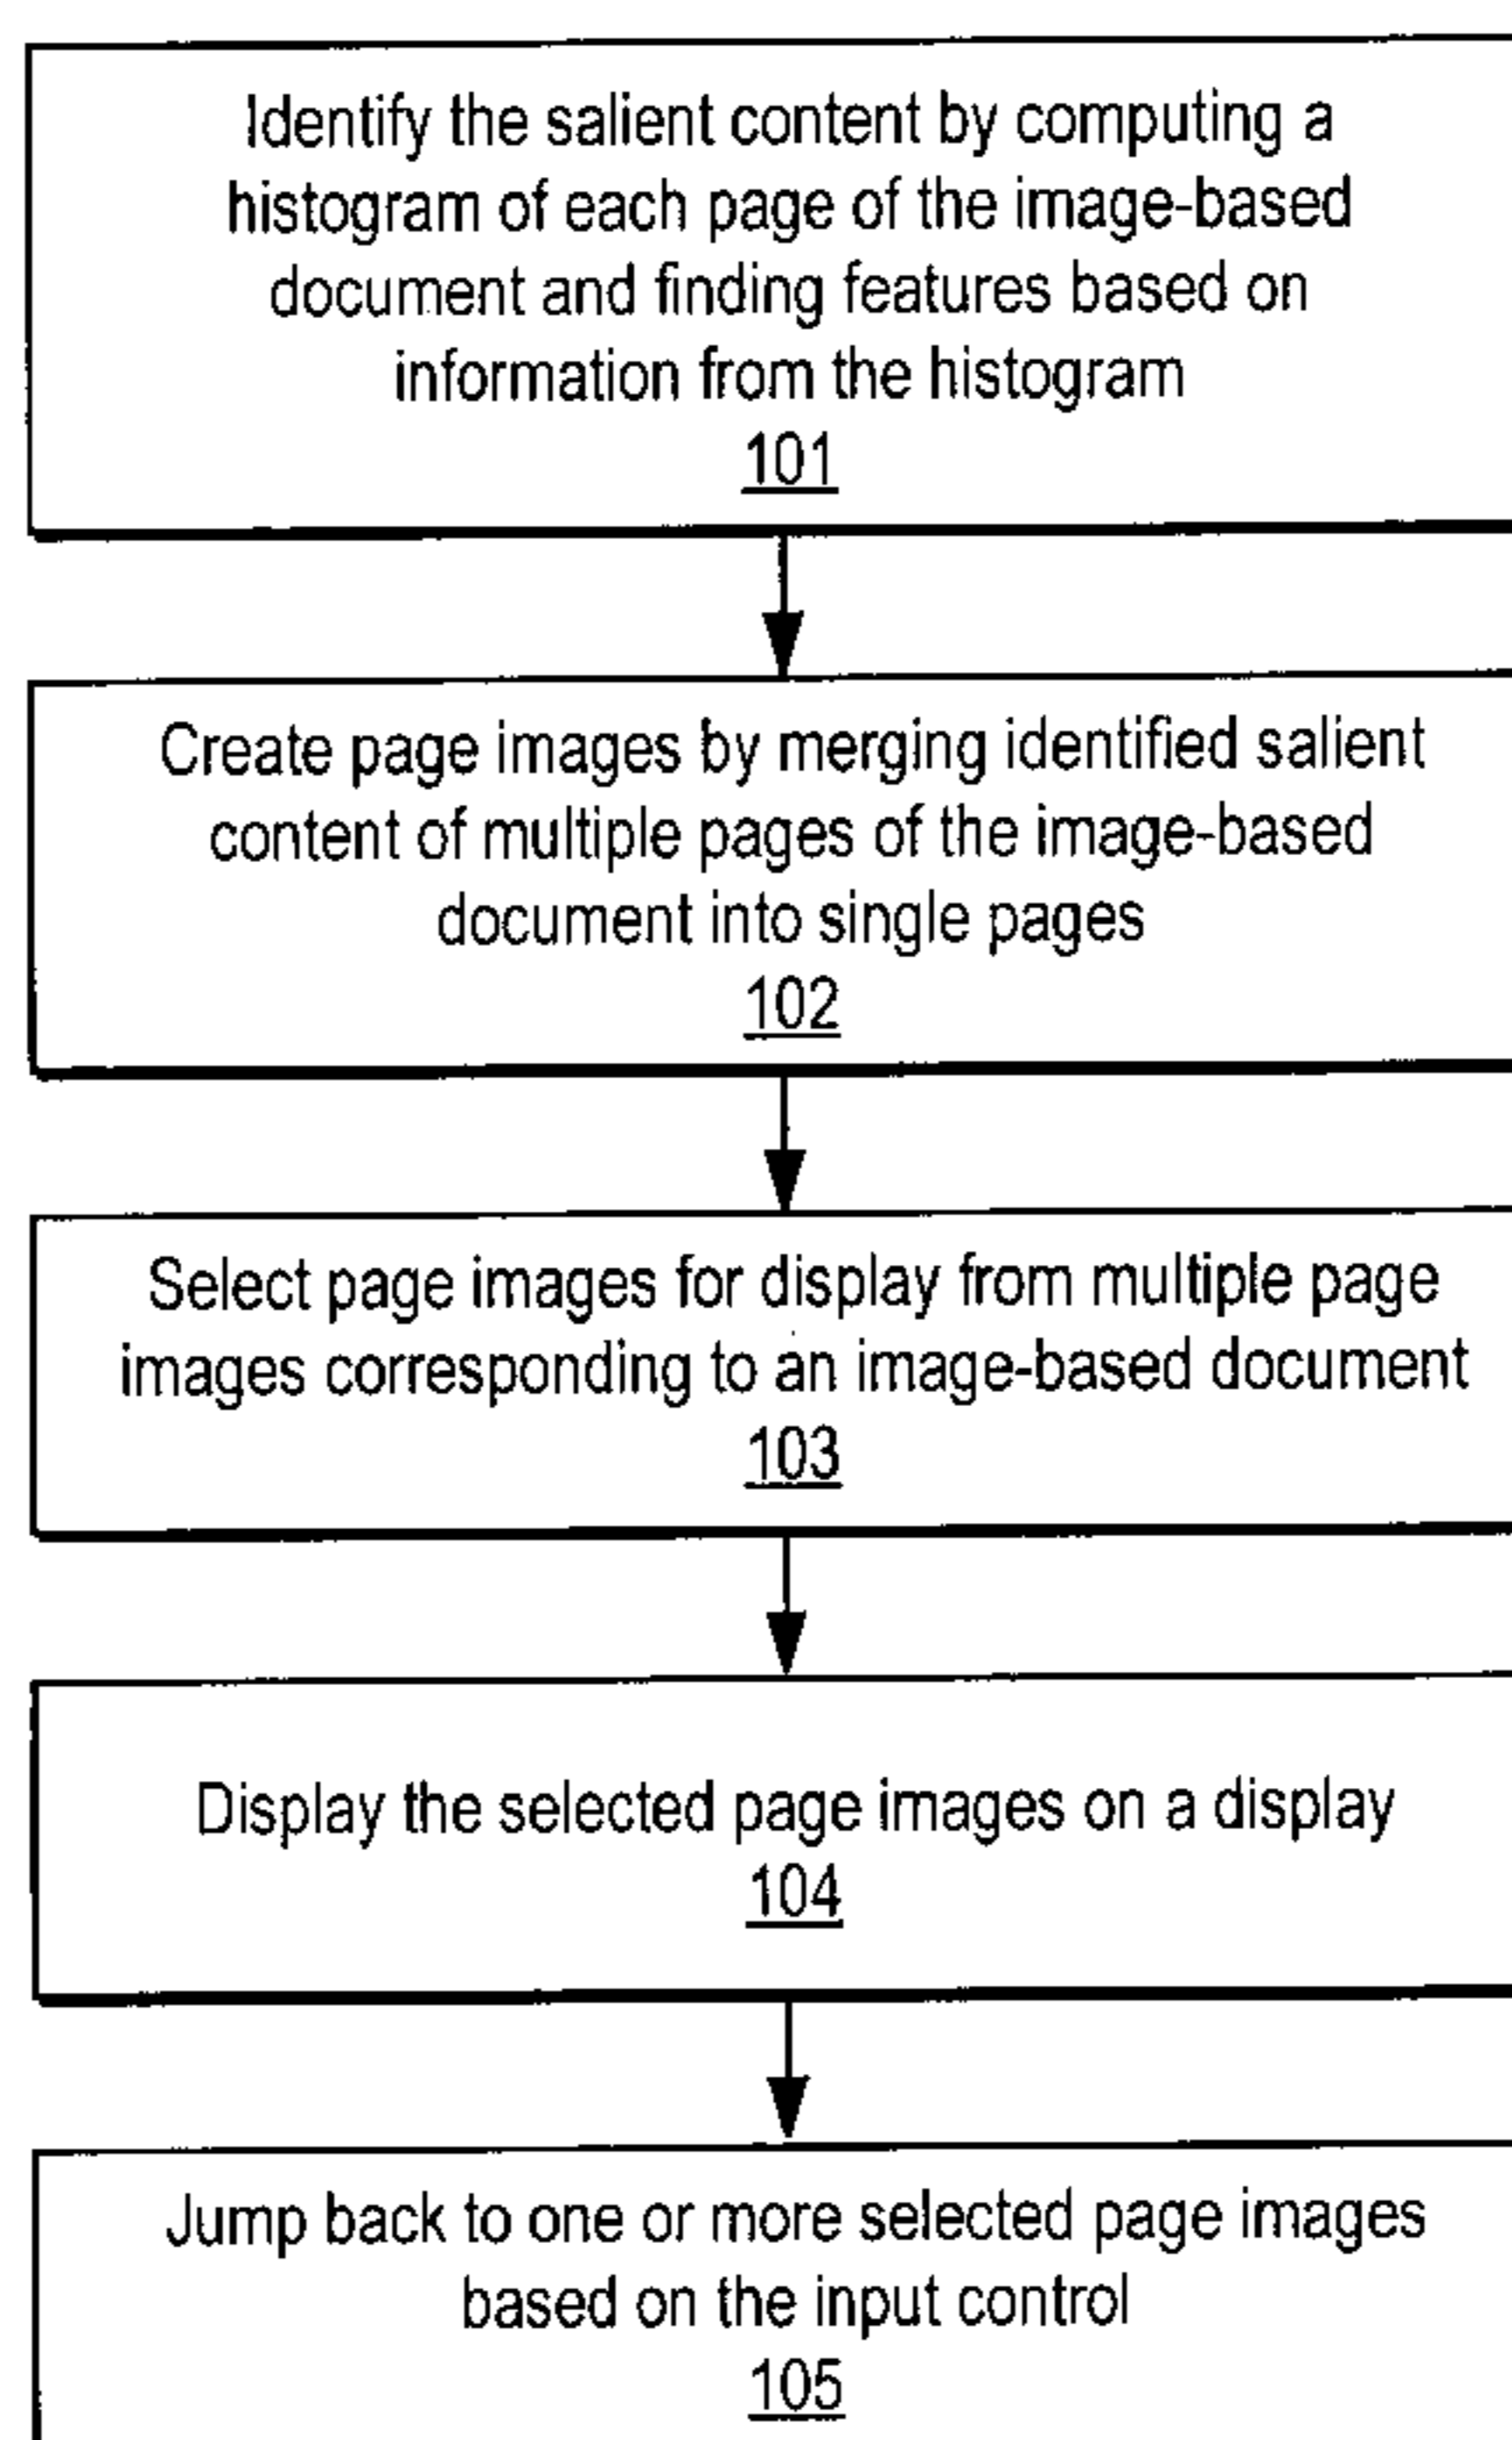 Identify the salient content by computing a
histogram of each page of the image-based
document and finding features based on
information from the histogram
101
Create page images by merging identified salient
content of multiple pages of the image-based
document into single pages
102
Select page images for display from multiple page
images corresponding to an image-based document
103
Display the selected page images on a display
104
Jump back to one or more selected page images
based on the input control
105